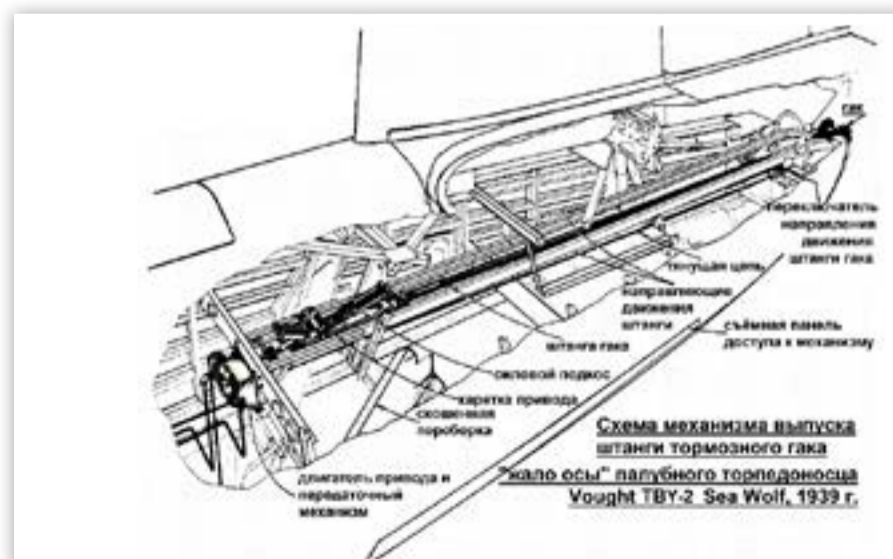 гак
переключатель
направления
движения
штанги гака
тянущая цепь
направляющие
движения
штанги
съёмная панель
доступа к механизму
штанга гака
силовой подкос
каретка привода
скошенная
переборка
двигатель привода и
передаточный
механизм
Схема механизма выпуска
штанги тормозного гака
"жало осы" палубного торпедоносца
Vought TBY-2 Sea Wolf, 1939 г.